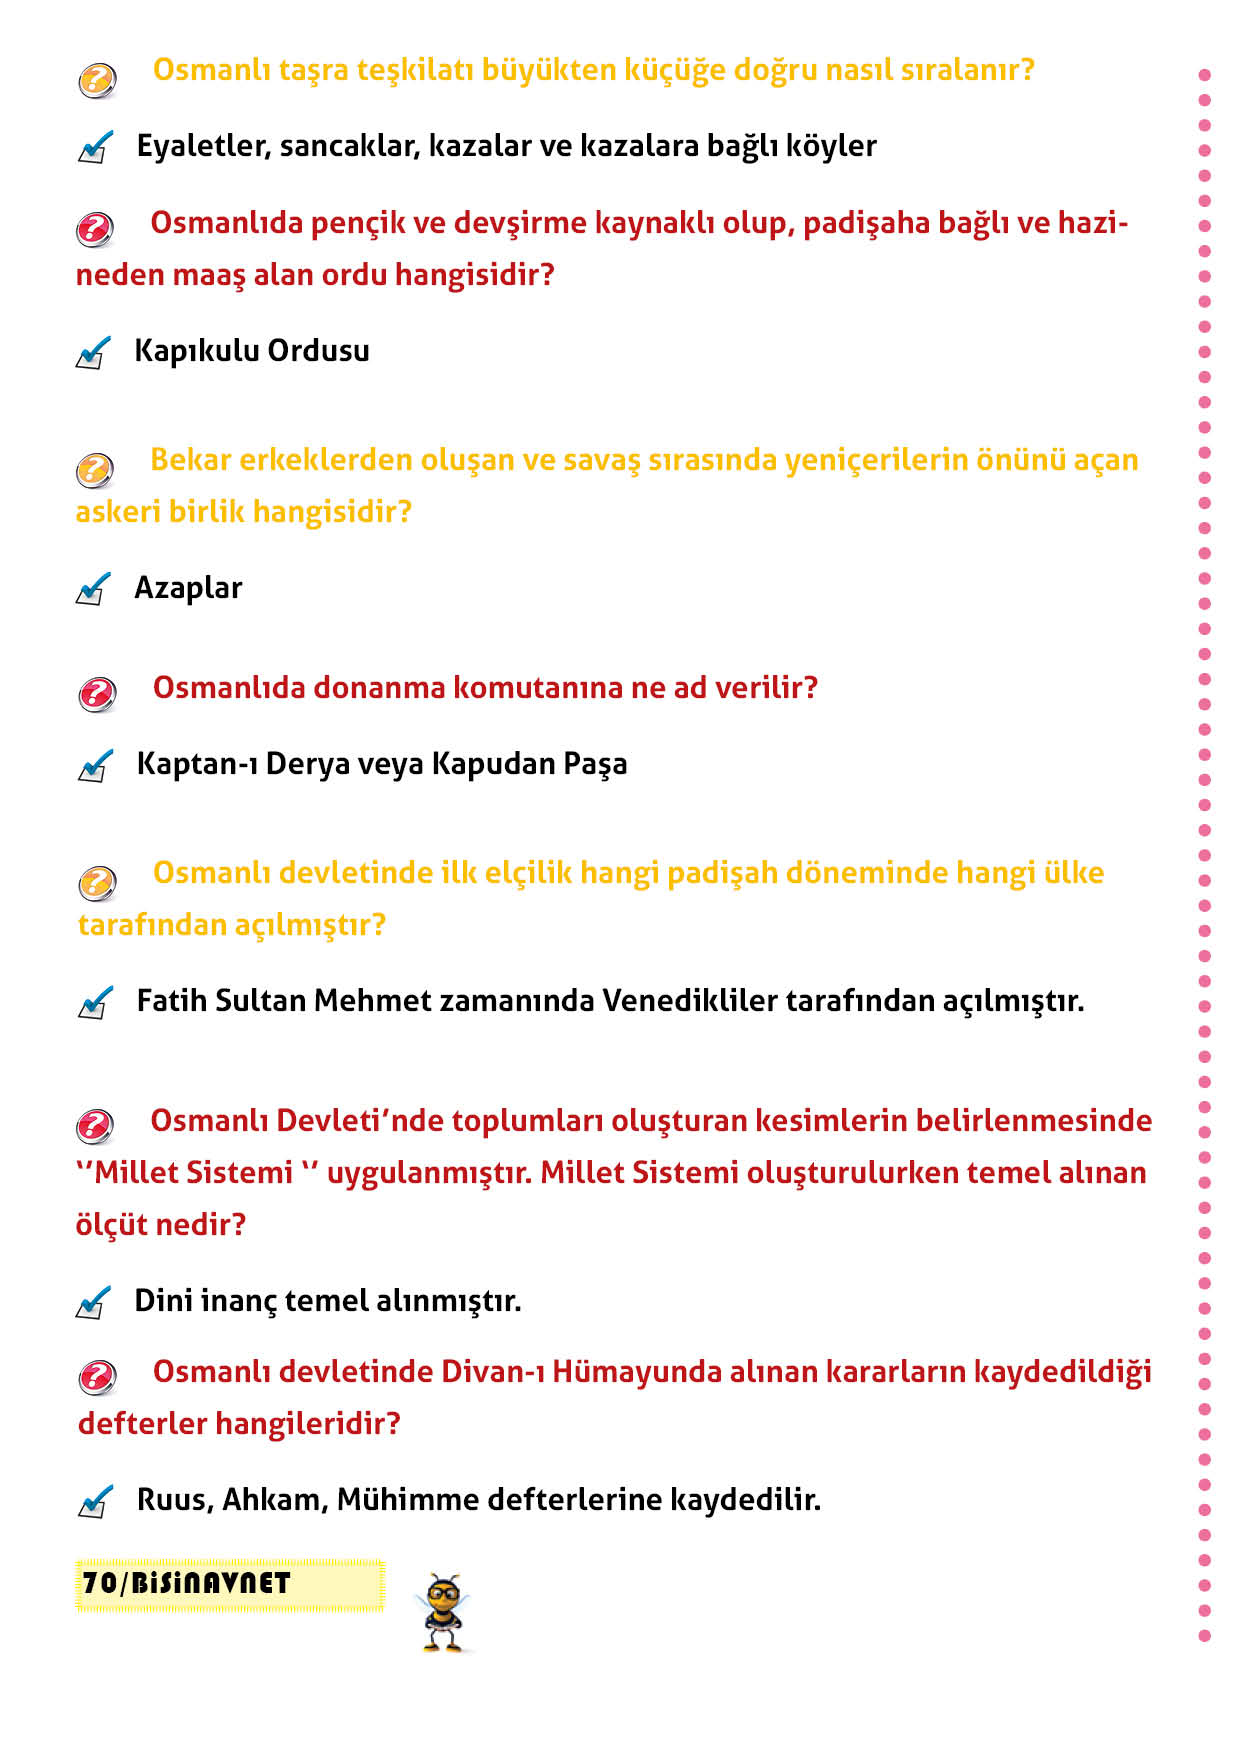 Osmanlı taşra teşkilatı büyükten küçüğe doğru nasıl sıralanır?
Eyaletler, sancaklar, kazalar ve kazalara bağlı köyler
Osmanlıda pençik ve devşirme kaynaklı olup, padişaha bağlı ve hazi-
neden maaş alan ordu hangisidir?
Kapıkulu Ordusu
Bekar erkeklerden oluşan ve savaş sırasında yeniçerilerin önünü açan
askeri birlik hangisidir?
Azaplar
Osmanlıda donanma komutanına ne ad verilir?
Kaptan-ı Derya veya Kapudan Paşa
Osmanlı devletinde ilk elçilik hangi padişah döneminde hangi ülke
tarafından açılmıştır?
Fatih Sultan Mehmet zamanında Venedikliler tarafından açılmıştır.
Osmanlı Devleti’nde toplumları oluşturan kesimlerin belirlenmesinde
‘’Millet Sistemi ‘’ uygulanmıştır. Millet Sistemi oluşturulurken temel alınan
ölçüt nedir?
Dini inanç temel alınmıştır.
Osmanlı devletinde Divan-ı Hümayunda alınan kararların kaydedildiği
defterler hangileridir?
Ruus, Ahkam, Mühimme defterlerine kaydedilir.
70/BiSiNAVNET